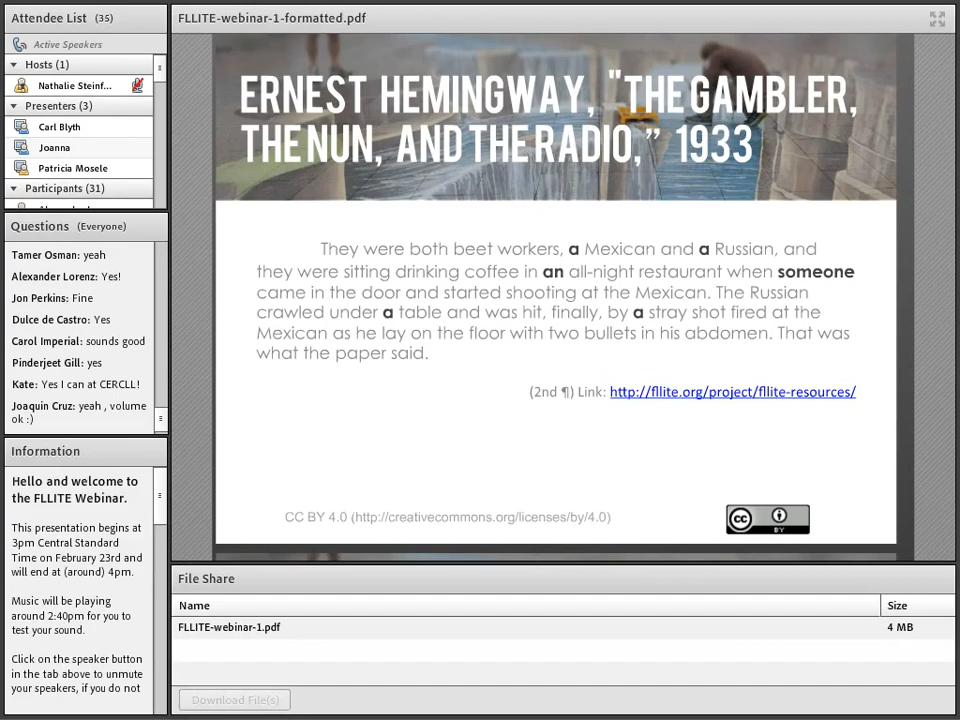 Attendee List (35)
Active Speakers
Hosts (1)
Nathalie Steinf...
Presenters (3)
Carl Blyth
Joanna
Patricia Mosele
Participants (31)
Questions (Everyone)
Tamer Osman: yeah
Alexander Lorenz: Yes!
Jon Perkins: Fine
Dulce de Castro: Yes
Carol Imperial: sounds good
Pinderjeet Gill: yes
Kate: Yes I can at CERCLL!
Joaquin Cruz: yeah , volume
ok :)
Information
Hello and welcome to
the FLLITE Webinar.
This presentation begins at
3pm Central Standard
Time on February 23rd and
will end at (around) 4pm.
Music will be playing
around 2:40pm for you to
test your sound.
Click on the speaker button
in the tab above to unmute
your speakers, if you do not
FLLITE-webinar-1-formatted.pdf
ERNEST HEMINGWAY, "THE GAMBLER,
THE NUN, AND THE RADIO,” 1933
They were both beet workers, a Mexican and a Russian, and
they were sitting drinking coffee in an all-night restaurant when someone
came in the door and started shooting at the Mexican. The Russian
crawled under a table and was hit, finally, by a stray shot fired at the
Mexican as he lay on the floor with two bullets in his abdomen. That was
what the paper said.
(2nd ¶) Link: http://fllite.org/project/fllite-resources/
CC BY 4.0 (http://creativecommons.org/licenses/by/4.0)
cc BY
File Share
Name Size
FLLITE-webinar-1.pdf 4 MB
Download File(s)